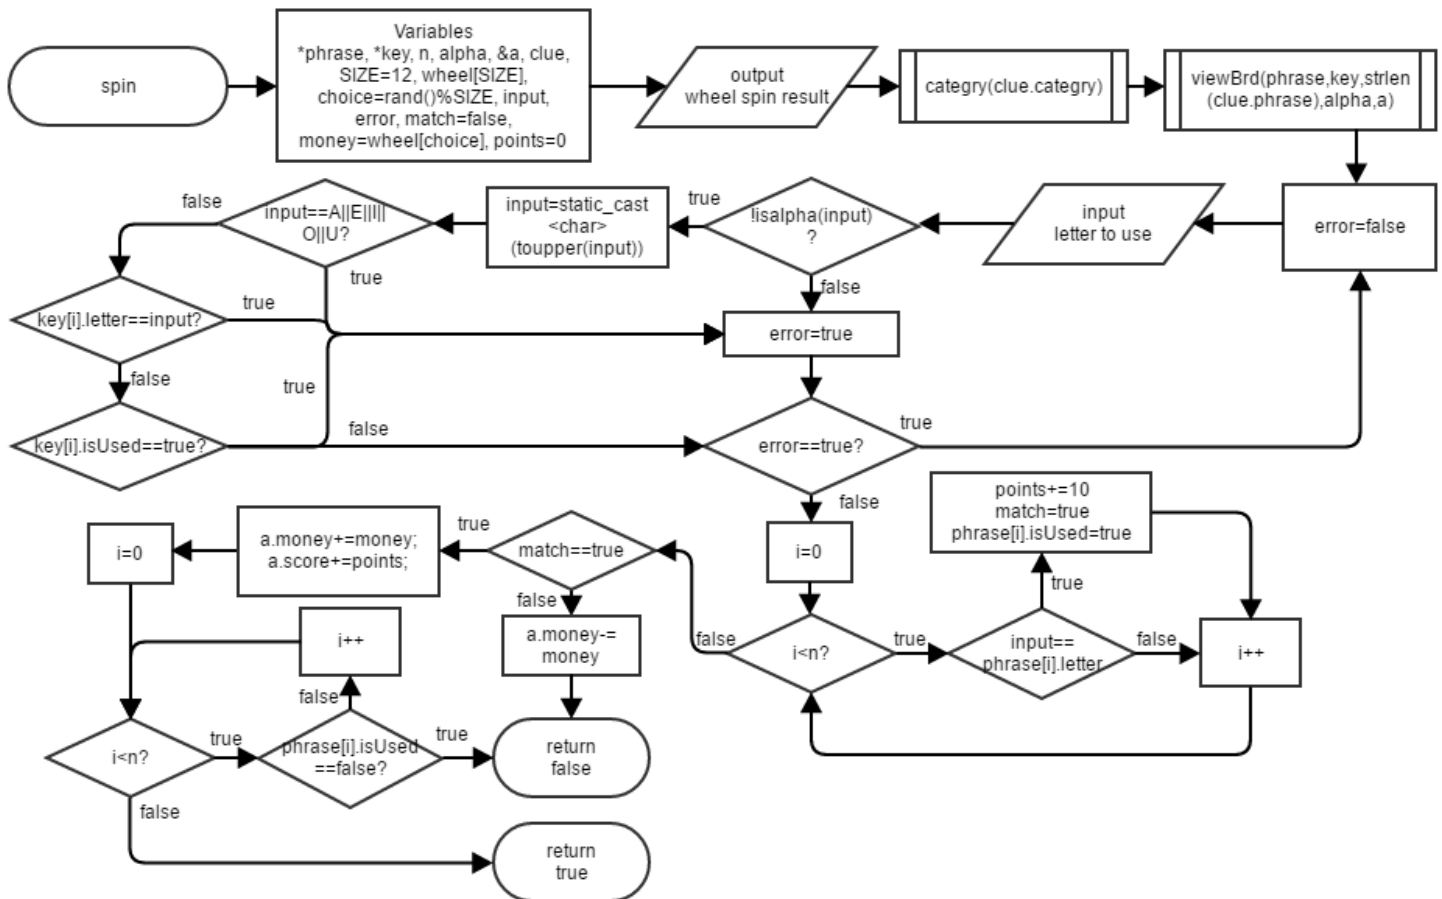 spin
Variables
*phrase, *key, n, alpha, &a, clue,
SIZE=12, wheel[SIZE],
choice=rand()%SIZE, input,
error, match=false,
money=wheel[choice], points=0
output
wheel spin result
categry(clue.categry)
viewBrd(phrase,key,strlen
(clue.phrase),alpha,a)
error=false
input
letter to use
!isalpha(input)
?
true
false
input=static_cast
<char>
(toupper(input))
input==A||E||I||
O||U?
false
true
key[i].letter==input?
true
false
key[i].isUsed==true?
true
false
error=true
error==true?
true
false
i=0
i<n?
true
false
input==
phrase[i].letter
true
false
points+=10
match=true
phrase[i].isUsed=true
i++
match==true
true
false
a.money+=money;
a.score+=points;
i=0
a.money-=
money
i++
i<n?
true
false
phrase[i].isUsed
==false?
false
true
return
false
return
true